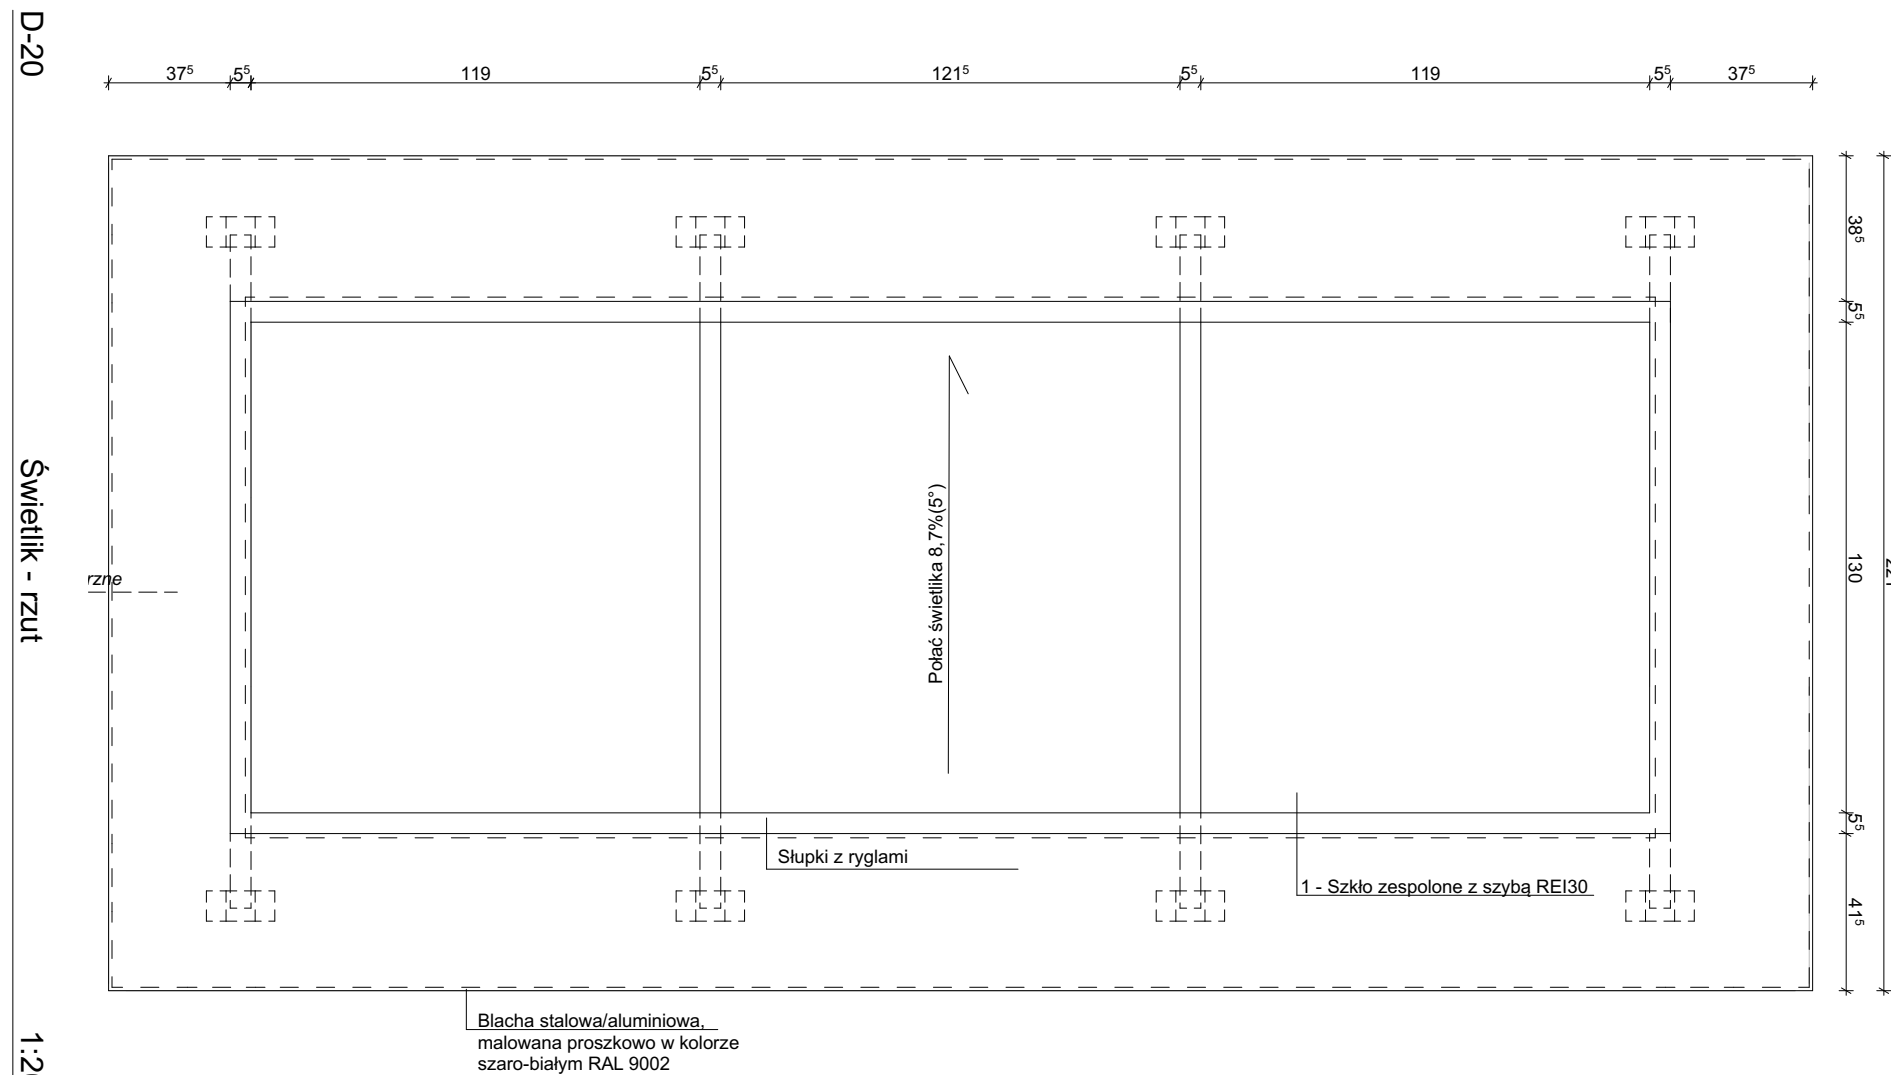 D-20
Świetlik - rzut
37⁵ 5⁵ 119 5⁵ 121⁵ 5⁵ 119 5⁵ 37⁵
38⁵
5⁵
130
5⁵
41⁵
rzne
Połać świetlika 8,7%(5°)
Słupki z ryglami
1 - Szkło zespolone z szybą REI30
Blacha stalowa/aluminiowa,
malowana proszkowo w kolorze
szaro-białym RAL 9002